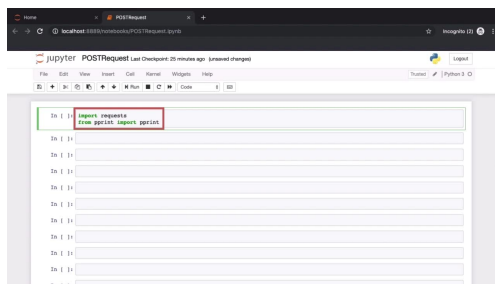 Home
POSTRequest
localhost:8889/notebooks/POSTRequest.ipynb
Incognito (2)
jupyter POSTRequest Last Checkpoint: 25 minutes ago (unsaved changes)
Logout
File Edit View Insert Cell Kernel Widgets Help
Trusted Python 3
Run Code
In [ ]: import requests
from pprint import pprint
In [ ]:
In [ ]:
In [ ]:
In [ ]:
In [ ]:
In [ ]:
In [ ]:
In [ ]:
In [ ]: